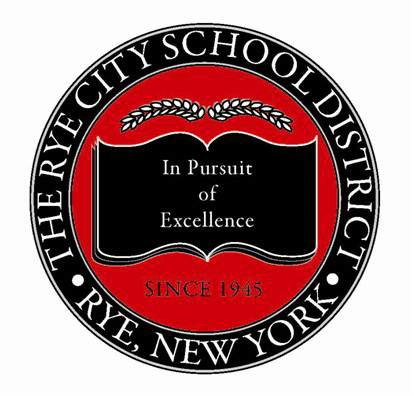 THE RYE CITY SCHOOL DISTRICT
In Pursuit
of
Excellence
SINCE 1945
• RYE, NEW YORK •